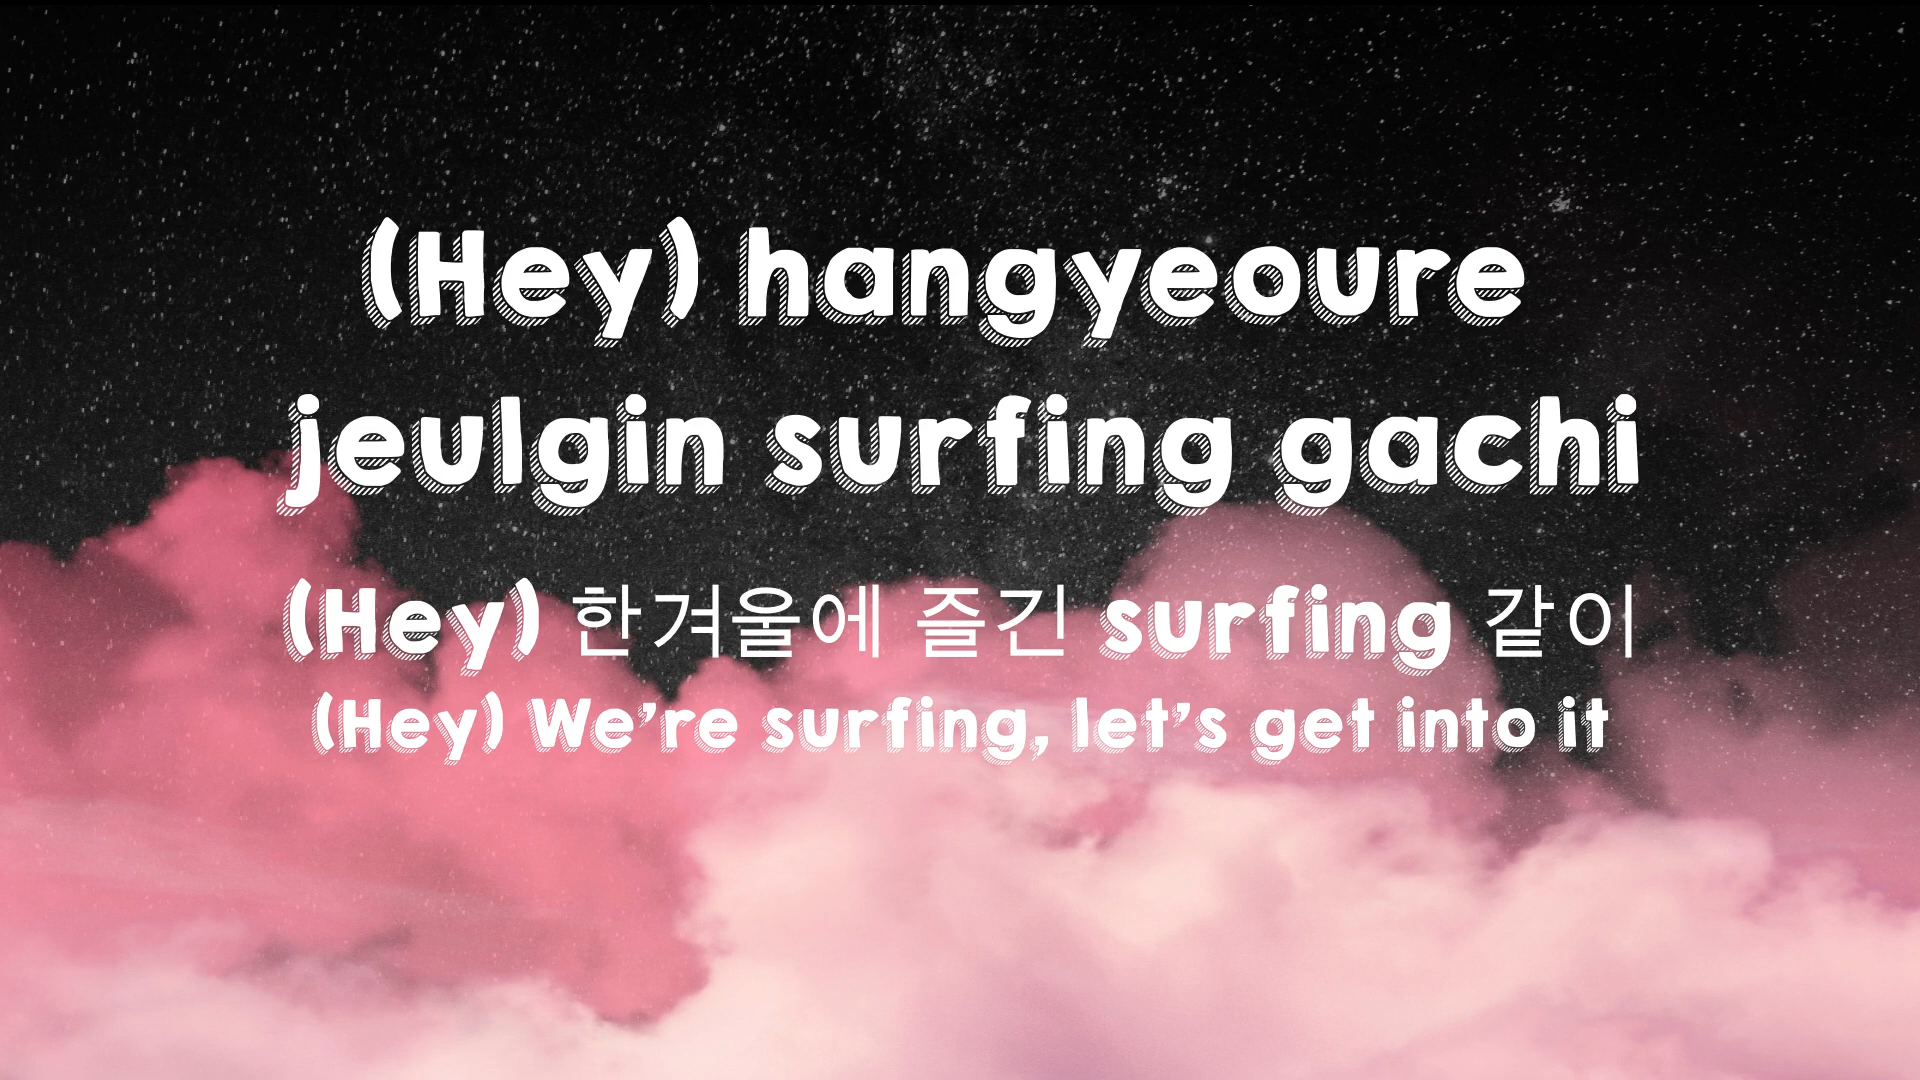 (Hey) hangyeoure
jeulgin surfing gachi
(Hey) 한겨울에 즐긴 surfing 같이
(Hey) We're surfing, let's get into it